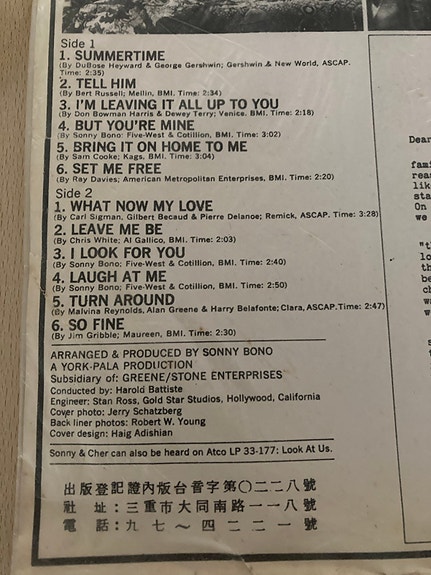 Side 1
1. SUMMERTIME
(By DuBose Heyward & George Gershwin; Gershwin & New World, ASCAP.
Time: 2:35)
2. TELL HIM
(By Bert Russell; Mellin, BMI. Time: 2:34)
3. I'M LEAVING IT ALL UP TO YOU
(By Don Bowman Harris & Dewey Terry; Venice. BMI. Time: 2:18)
4. BUT YOU'RE MINE
(By Sonny Bono; Five-West & Cotillion, BMI. Time: 3:02)
5. BRING IT ON HOME TO ME
(By Sam Cooke; Kags, BMI. Time: 3:04)
6. SET ME FREE
(By Ray Davies; American Metropolitan Enterprises, BMI. Time: 2:20)
Side 2
1. WHAT NOW MY LOVE
(By Carl Sigman, Gilbert Becaud & Pierre Delanoe; Remick, ASCAP. Time: 3:28)
2. LEAVE ME BE
(By Chris White; Al Gallico, BMI. Time: 2:03)
3. I LOOK FOR YOU
(By Sonny Bono; Five-West & Cotillion, BMI. Time: 2:40)
4. LAUGH AT ME
(By Sonny Bono; Five-West & Cotillion, BMI. Time: 2:50)
5. TURN AROUND
(By Malvina Reynolds, Alan Greene & Harry Belafonte; Clara, ASCAP. Time: 2:47)
6. SO FINE
(By Jim Gribble; Maureen, BMI. Time: 2:30)
ARRANGED & PRODUCED BY SONNY BONO
A YORK-PALA PRODUCTION
Subsidiary of: GREENE/STONE ENTERPRISES
Conducted by: Harold Battiste
Engineer: Stan Ross, Gold Star Studios, Hollywood, California
Cover photo: Jerry Schatzberg
Back liner photos: Robert W. Young
Cover design: Haig Adishian
Sonny & Cher can also be heard on Atco LP 33-177; Look At Us.
出版登記證內版台音字第〇二二八號
社 址:三重市大同南路一一八號
電 話:九七~四二二一號
Dear
On
we